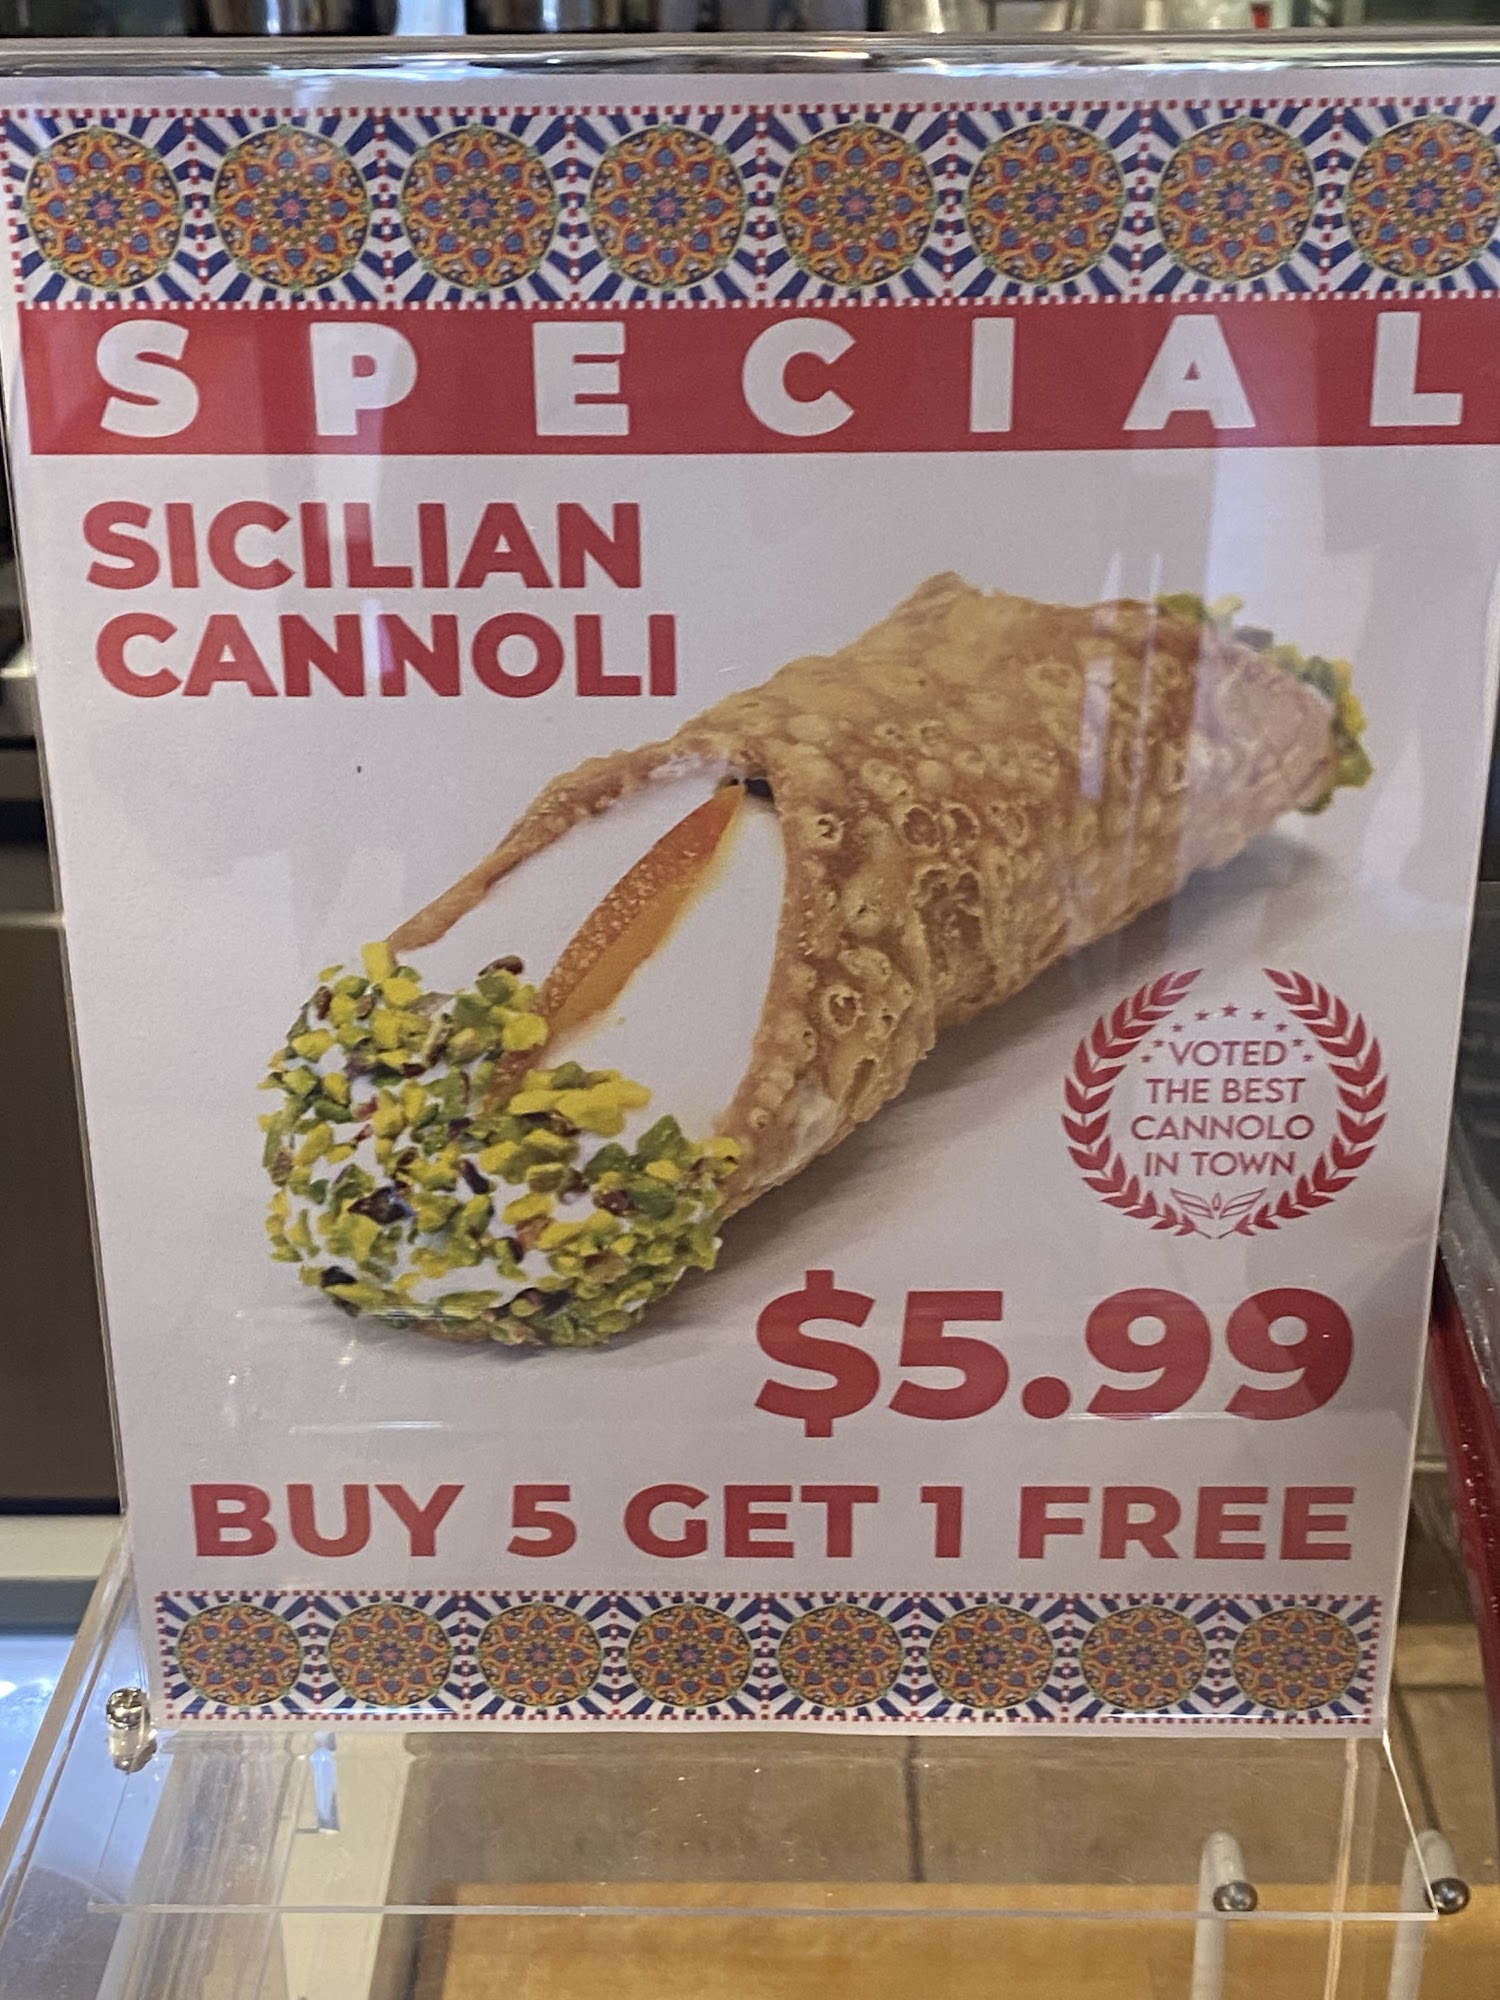 SPECIAL
SICILIAN
CANNOLI
VOTED
THE BEST
CANNOLO
IN TOWN
$5.99
BUY 5 GET 1 FREE